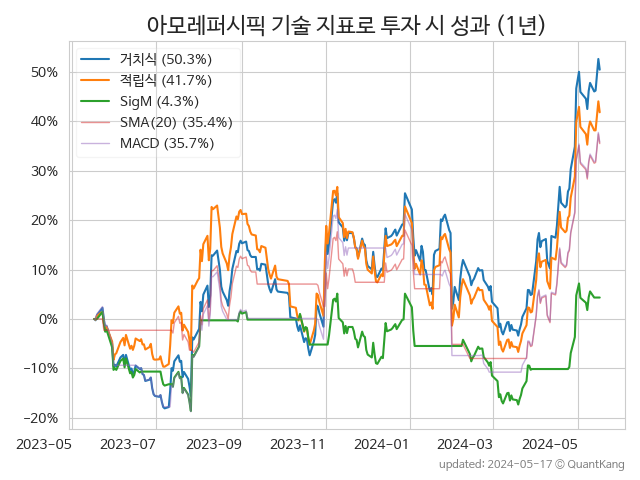 아모레퍼시픽 기술 지표로 투자 시 성과 (1년)
거치식 (50.3%)
적립식 (41.7%)
SigM (4.3%)
SMA(20) (35.4%)
MACD (35.7%)
50%
40%
30%
20%
10%
0%
−10%
−20%
2023-05 2023-07 2023-09 2023-11 2024-01 2024-03 2024-05
updated: 2024-05-17 © QuantKang